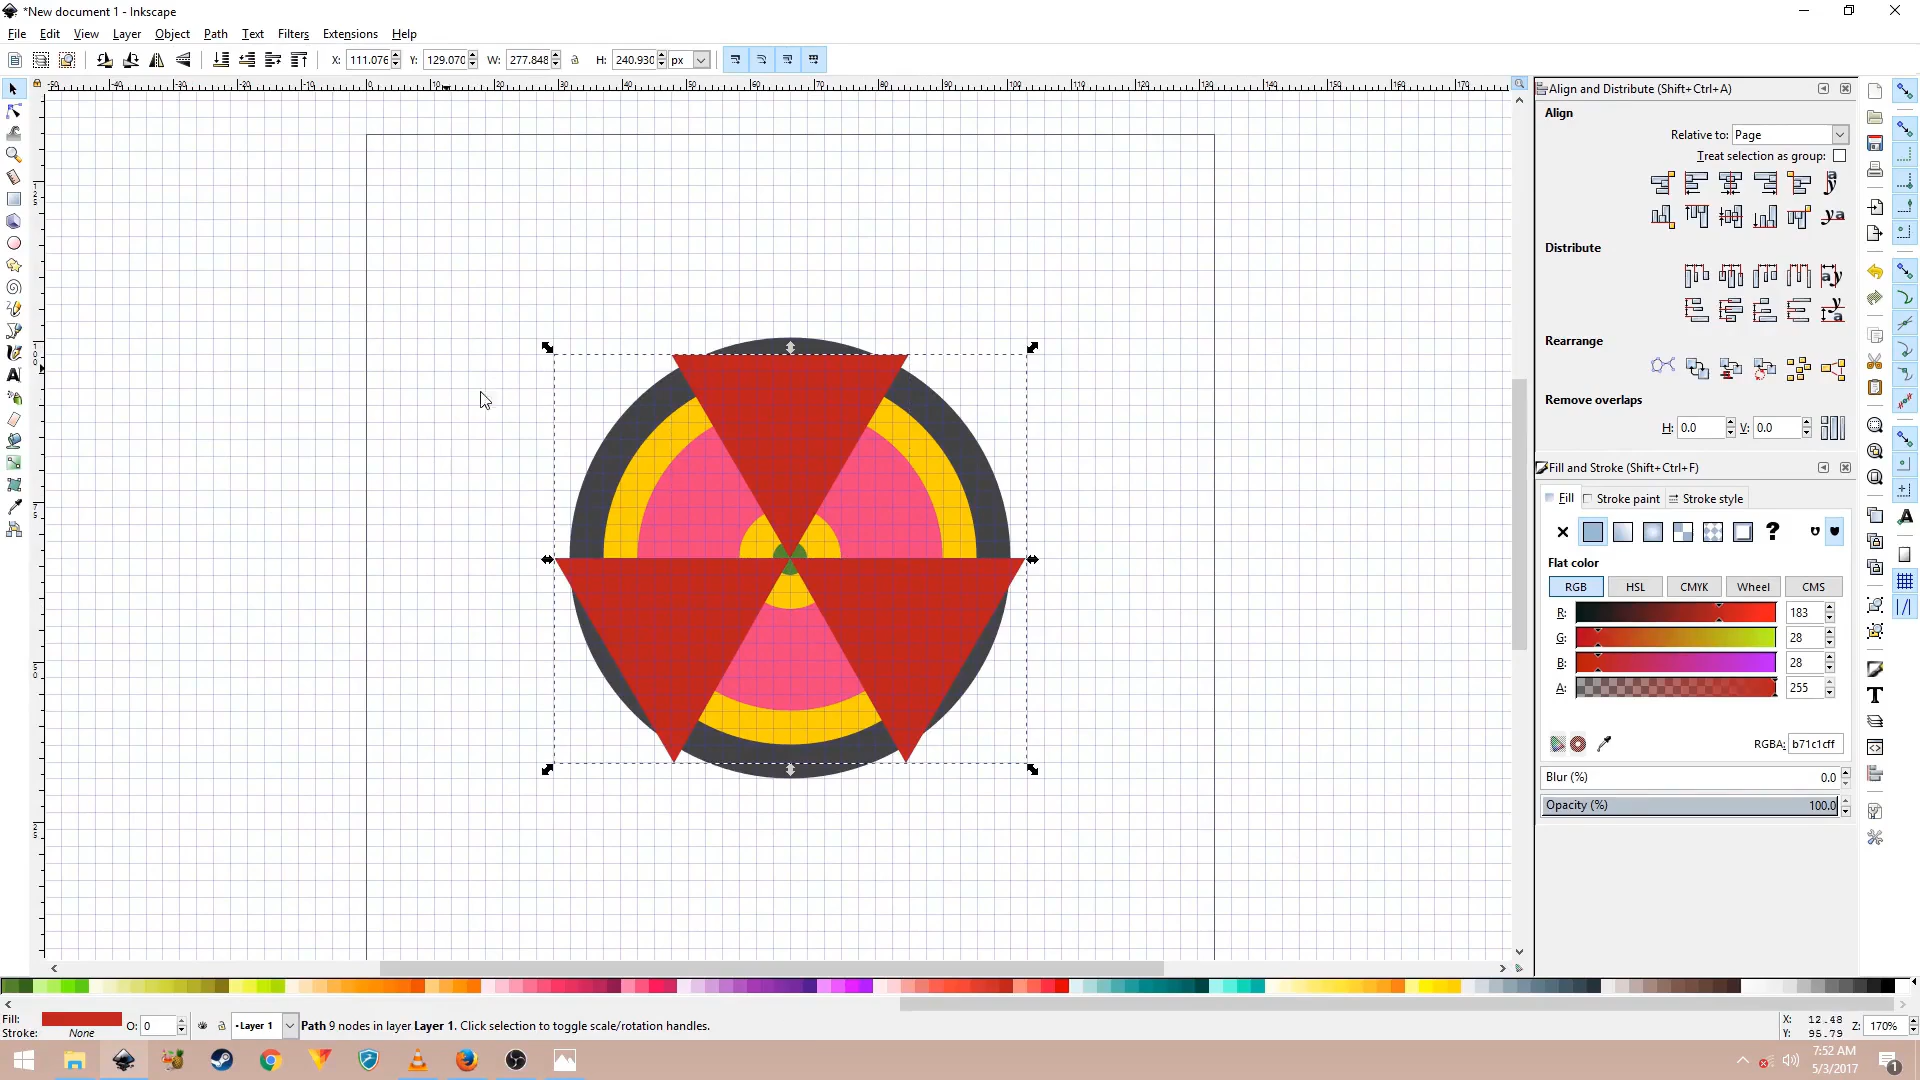 *New document 1 - Inkscape
File Edit View Layer Object Path Text Filters Extensions Help
X: 111.076 Y: 129.070 W: 277.848 H: 240.930 px
Align and Distribute (Shift+Ctrl+A)
Align
Relative to: Page
Treat selection as group:
Distribute
Rearrange
Remove overlaps
H: 0.0 V: 0.0
Fill and Stroke (Shift+Ctrl+F)
Fill Stroke paint Stroke style
Flat color
RGB HSL CMYK Wheel CMS
R: 183
G: 28
B: 28
A: 255
RGBA: b71c1cff
Blur (%) 0.0
Opacity (%) 100.0
Fill:
Stroke: None
O: 0
Layer 1
Path 9 nodes in layer Layer 1. Click selection to toggle scale/rotation handles.
X: 12.48
Y: 95.79
Z: 170%
7:52 AM
5/3/2017
1